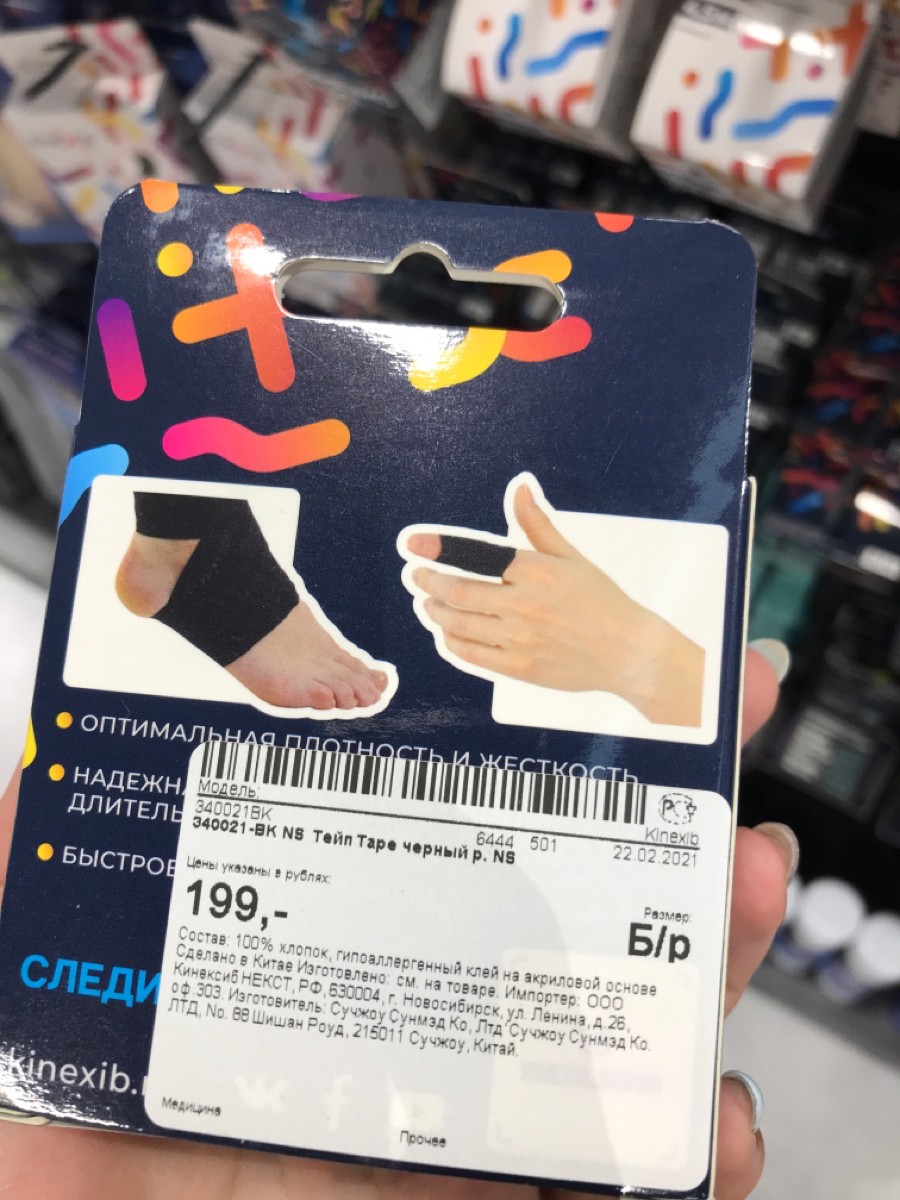 ОПТИМАЛЬНАЯ ПЛОТНОСТЬ И ЖЕСТКОСТЬ
НАДЕЖН
ДЛИТЕЛЬ
БЫСТРОЕ
СЛЕДИ
kinexib.
Модель:
340021BK
Kinexib
340021-BK NS Тейп Tape черный р. NS
6444 501
22.02.2021
Цены указаны в рублях:
199,-
Размер:
Б/р
Состав: 100% хлопок, гипоаллергенный клей на акриловой основе
Сделано в Китае Изготовлено: см. на товаре. Импортер: ООО
Кинексиб НЕКСТ, РФ, 630004, г. Новосибирск, ул. Ленина, д.26,
оф.303. Изготовитель: Сучжоу Сунмэд Ко, Лтд Сучжоу Сунмэд Ко.
ЛТД, No. 88 Шишан Роуд, 215011 Сучжоу, Китай.
Медицина
Прочее